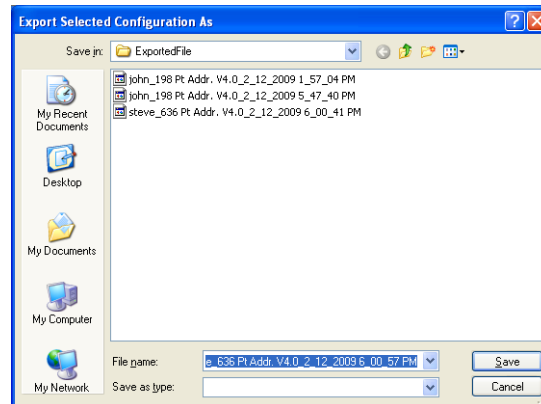 Export Selected Configuration As
Save in: ExportedFile
john_198 Pt Addr. V4.0_2_12_2009 1_57_04 PM
john_198 Pt Addr. V4.0_2_12_2009 5_47_40 PM
steve_636 Pt Addr. V4.0_2_12_2009 6_00_41 PM
My Recent
Documents
Desktop
My Documents
My Computer
My Network
File name: e_636 Pt Addr. V4.0_2_12_2009 6_00_57 PM
Save
Save as type:
Cancel